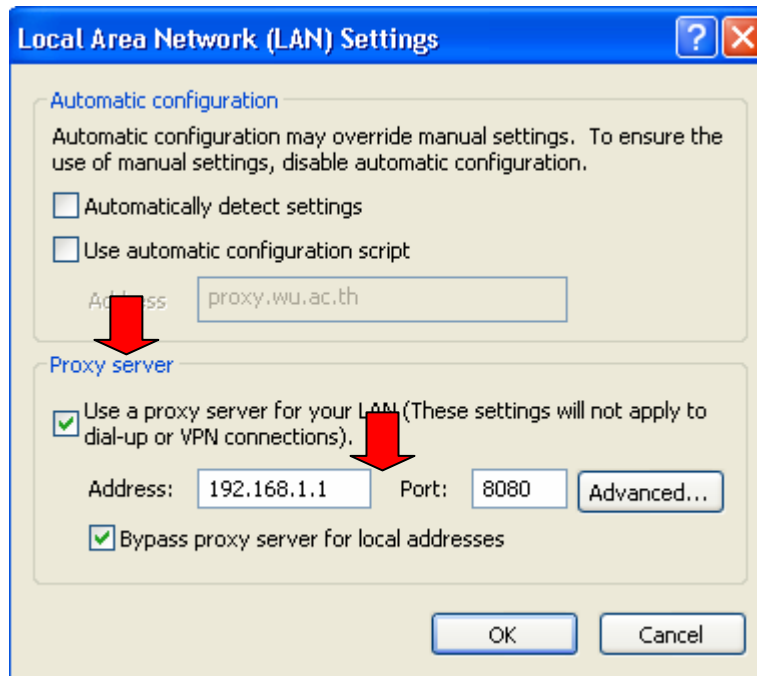 Local Area Network (LAN) Settings
Automatic configuration
Automatic configuration may override manual settings. To ensure the
use of manual settings, disable automatic configuration.
Automatically detect settings
Use automatic configuration script
Address proxy.wu.ac.th
Proxy server
Use a proxy server for your LAN (These settings will not apply to
dial-up or VPN connections).
Address: 192.168.1.1 Port: 8080 Advanced...
Bypass proxy server for local addresses
OK Cancel